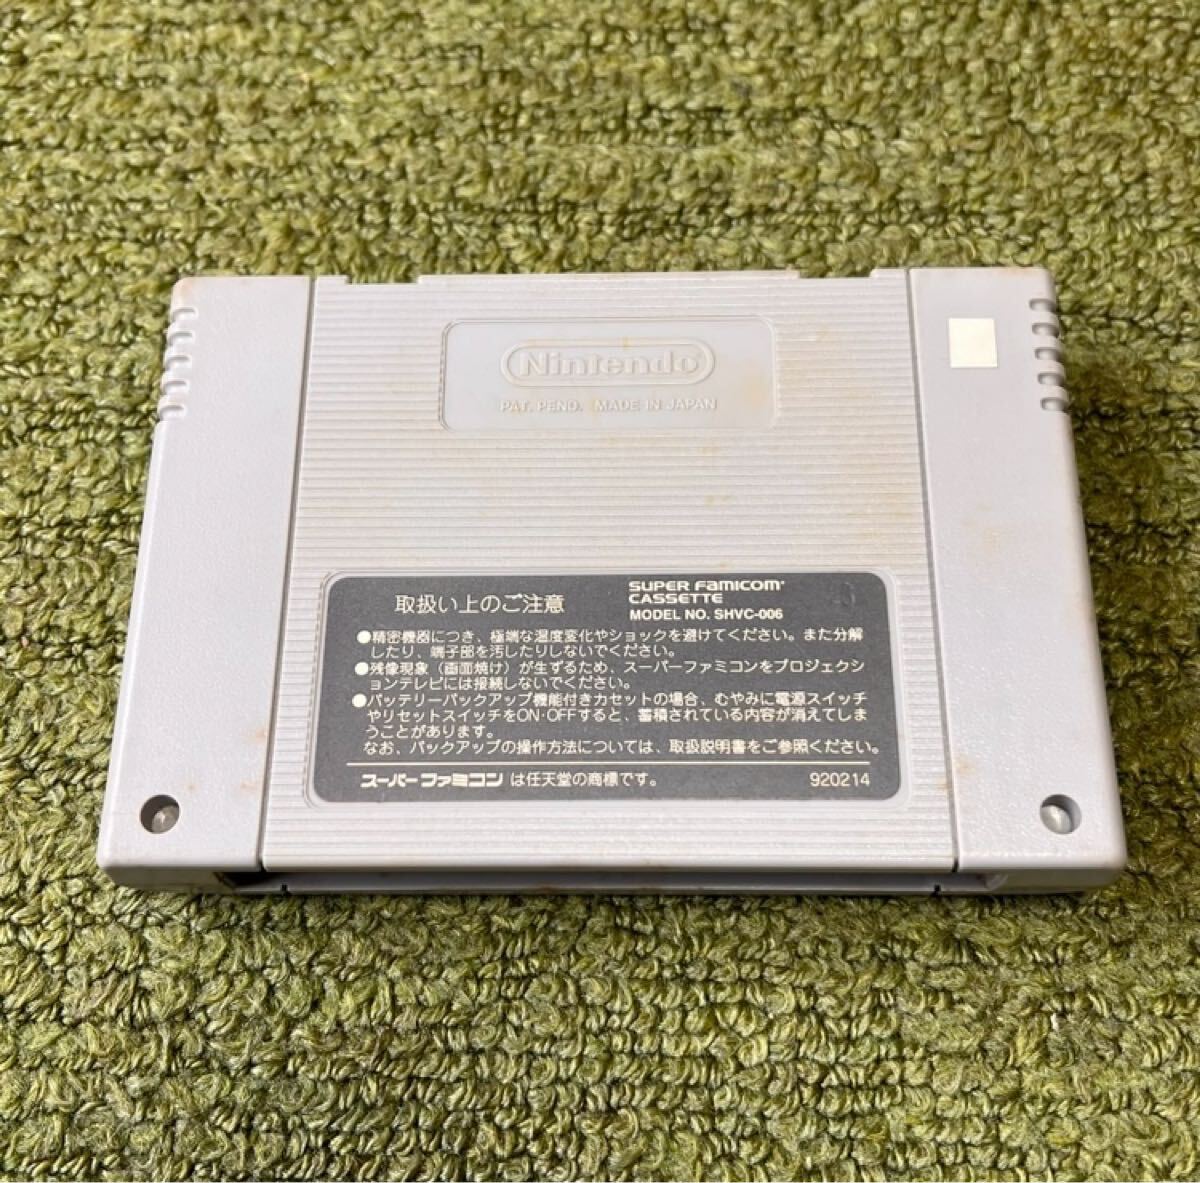 Nintendo
PAT. PEND. MADE IN JAPAN
取扱い上のご注意
SUPER FAMICOM
CASSETTE
MODEL NO. SHVC-006
●精密機器につき、極端な温度変化やショックを避けてください。また分解
したり、端子部を汚したりしないでください。
●残像現象（画面焼け）が生ずるため、スーパーファミコンをプロジェクシ
ョンテレビには接続しないでください。
●バッテリーバックアップ機能付きカセットの場合、むやみに電源スイッチ
やリセットスイッチをON·OFFすると、蓄積されている内容が消えてしま
うことがあります。
なお、バックアップの操作方法については、取扱説明書をご参照ください。
スーパーファミコンは任天堂の商標です。 920214